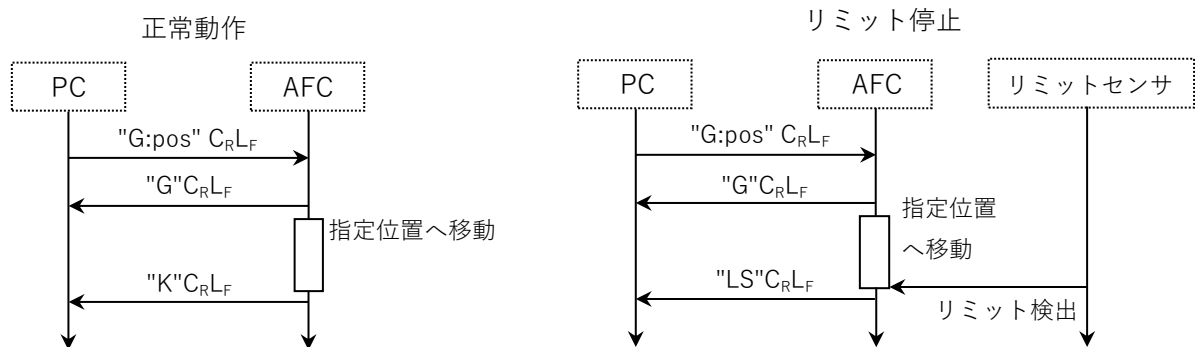 正常動作
PC
AFC
"G:pos" CRLF
"G"CRLF
指定位置へ移動
"K"CRLF
リミット停止
PC
AFC
リミットセンサ
"G:pos" CRLF
"G"CRLF
指定位置
へ移動
"LS"CRLF
リミット検出